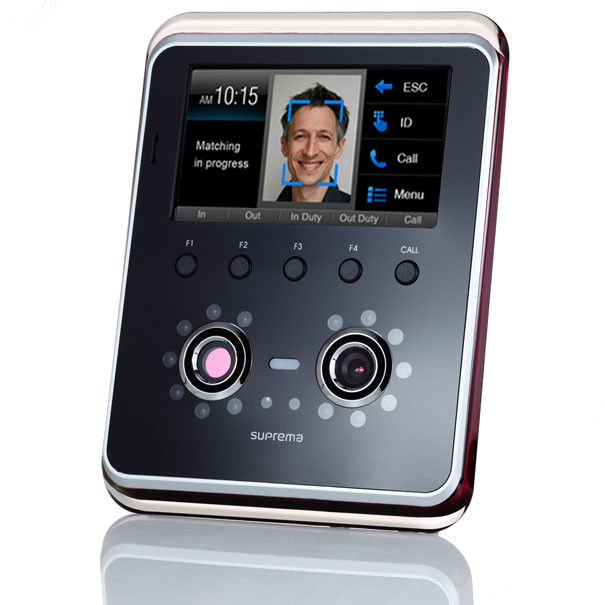 AM 10:15
Matching
in progress
ESC
ID
Call
Menu
In Out In Duty Out Duty Call
F1 F2 F3 F4 CALL
suprema